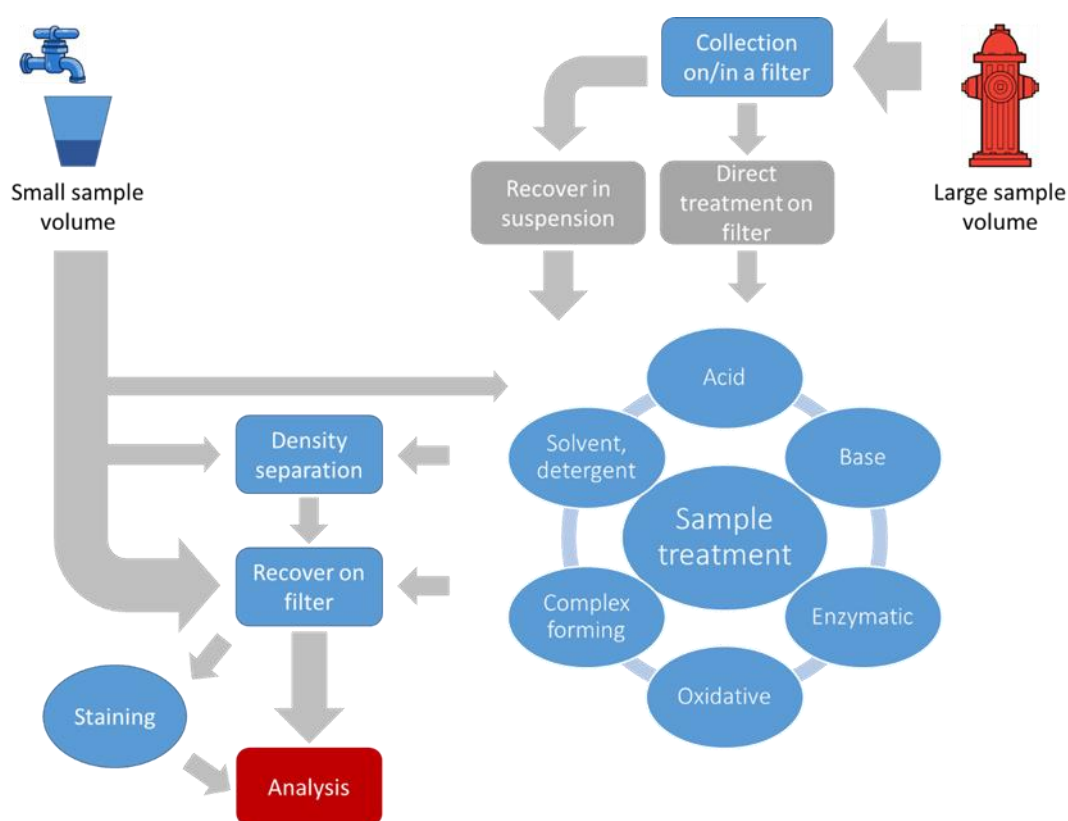 Collection
on/in a filter
Small sample
volume
Recover in
suspension
Direct
treatment on
filter
Large sample
volume
Acid
Solvent,
detergent
Base
Density
separation
Sample
treatment
Recover on
filter
Complex
forming
Enzymatic
Oxidative
Staining
Analysis